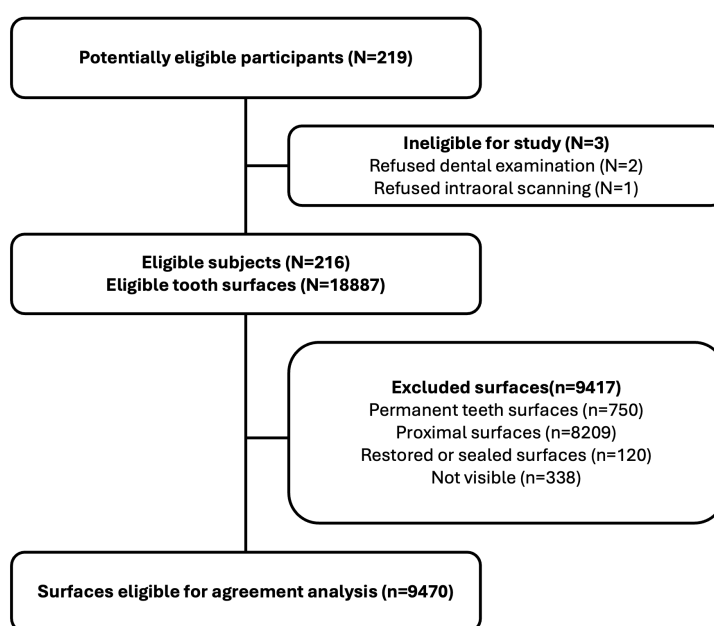 Potentially eligible participants (N=219)
Ineligible for study (N=3)
Refused dental examination (N=2)
Refused intraoral scanning (N=1)
Eligible subjects (N=216)
Eligible tooth surfaces (N=18887)
Excluded surfaces(n=9417)
Permanent teeth surfaces (n=750)
Proximal surfaces (n=8209)
Restored or sealed surfaces (n=120)
Not visible (n=338)
Surfaces eligible for agreement analysis (n=9470)